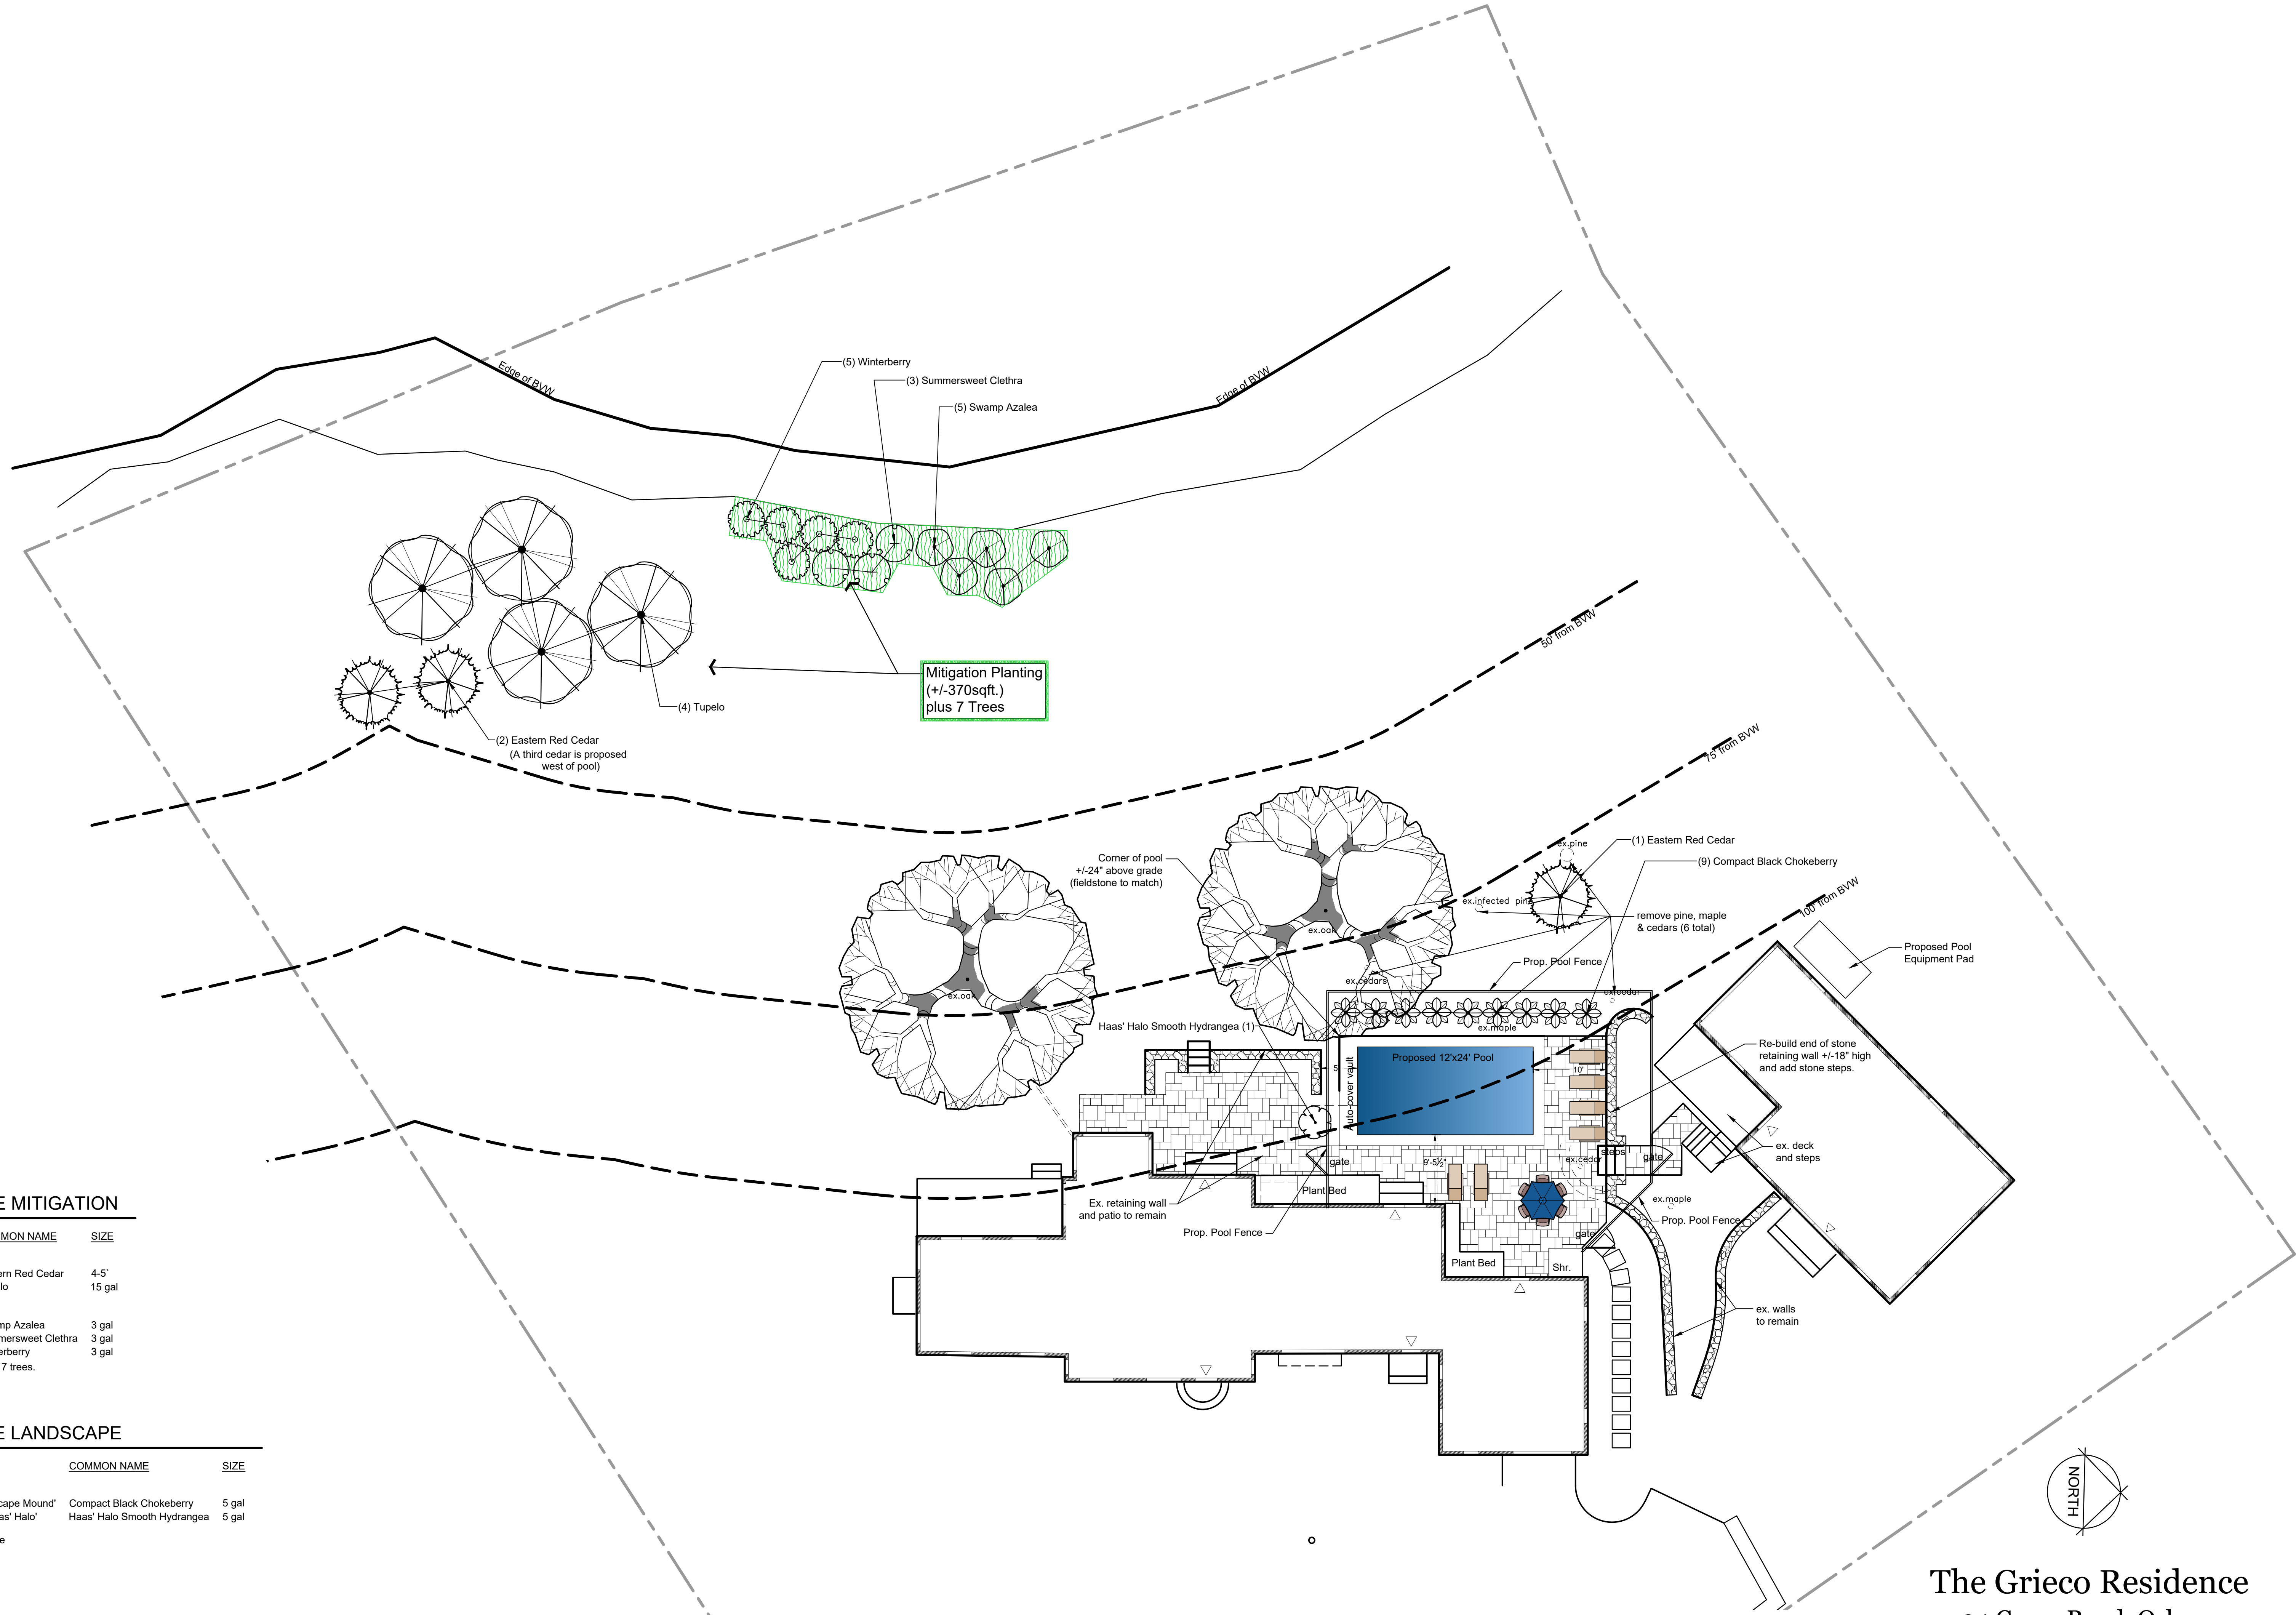 Edge of BVW
Edge of BVW
(5) Winterberry
(3) Summersweet Clethra
(5) Swamp Azalea
50' from BVW
Mitigation Planting
(+/-370sqft.)
plus 7 Trees
(4) Tupelo
(2) Eastern Red Cedar
(A third cedar is proposed
west of pool)
75' from BVW
(1) Eastern Red Cedar
ex.pine
(9) Compact Black Chokeberry
Corner of pool
+/-24" above grade
(fieldstone to match)
ex.infected pine
100' from BVW
remove pine, maple
& cedars (6 total)
ex.oak
Proposed Pool
Equipment Pad
Prop. Pool Fence
ex.cedars
ex.cedar
ex.oak
Haas' Halo Smooth Hydrangea (1)
ex.maple
Re-build end of stone
retaining wall +/-18" high
and add stone steps.
Proposed 12'x24' Pool
Auto-cover vault
5'
10'
ex. deck
and steps
steps
gate
gate
9'-5½"
ex.cedar
Plant Bed
ex.maple
Ex. retaining wall
and patio to remain
Prop. Pool Fence
Prop. Pool Fence
gate
Plant Bed
Shr.
ex. walls
to remain
E MITIGATION
MON NAME SIZE
ern Red Cedar 4-5`
lo 15 gal
mp Azalea 3 gal
mersweet Clethra 3 gal
erberry 3 gal
7 trees.
E LANDSCAPE
COMMON NAME SIZE
cape Mound' Compact Black Chokeberry 5 gal
as' Halo' Haas' Halo Smooth Hydrangea 5 gal
e
NORTH
The Grieco Residence